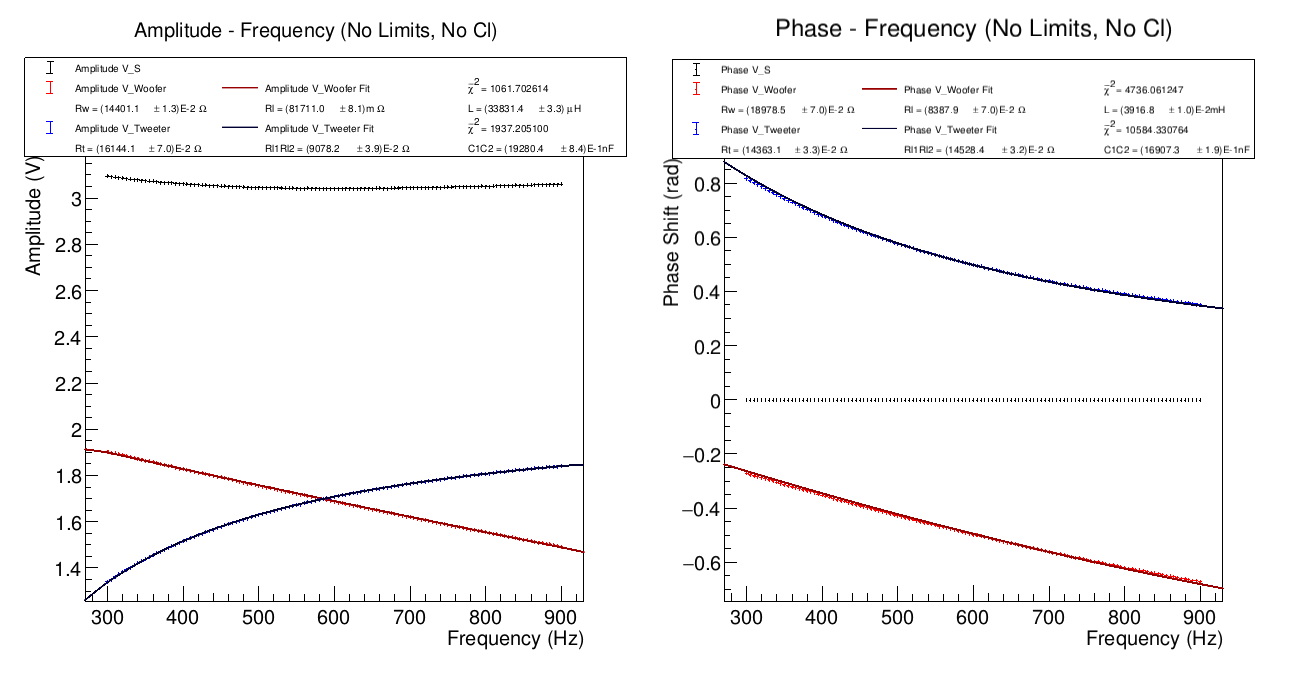 Amplitude - Frequency (No Limits, No Cl)
Amplitude V_S
Amplitude V_Woofer Amplitude V_Woofer Fit χ̅² = 1061.702614
Rw = (14401.1 ± 1.3)E-2 Ω Rl = (81711.0 ± 8.1)m Ω L = (33831.4 ± 3.3) μH
Amplitude V_Tweeter Amplitude V_Tweeter Fit χ̅² = 1937.205100
Rt = (16144.1 ± 7.0)E-2 Ω Rl1Rl2 = (9078.2 ± 3.9)E-2 Ω C1C2 = (19280.4 ± 8.4)E-1nF
Amplitude (V)
3
2.8
2.6
2.4
2.2
2
1.8
1.6
1.4
300 400 500 600 700 800 900
Frequency (Hz)
Phase - Frequency (No Limits, No Cl)
Phase V_S
Phase V_Woofer Phase V_Woofer Fit χ̅² = 4736.061247
Rw = (18978.5 ± 7.0)E-2 Ω Rl = (8387.9 ± 7.0)E-2 Ω L = (3916.8 ± 1.0)E-2mH
Phase V_Tweeter Phase V_Tweeter Fit χ̅² = 10584.330764
Rt = (14363.1 ± 3.3)E-2 Ω Rl1Rl2 = (14528.4 ± 3.2)E-2 Ω C1C2 = (16907.3 ± 1.9)E-1nF
Phase Shift (rad)
0.8
0.6
0.4
0.2
0
−0.2
−0.4
−0.6
300 400 500 600 700 800 900
Frequency (Hz)